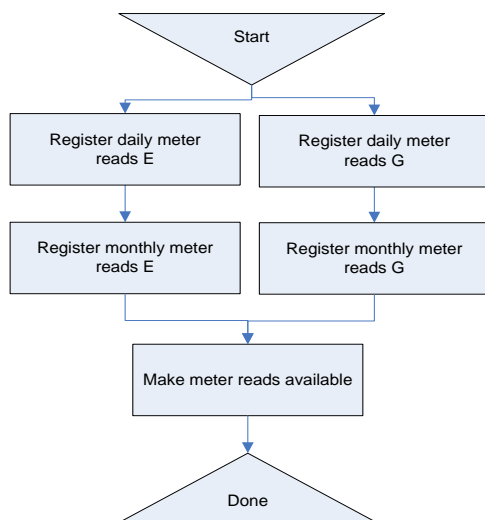 Start
Register daily meter
reads E
Register daily meter
reads G
Register monthly meter
reads E
Register monthly meter
reads G
Make meter reads available
Done